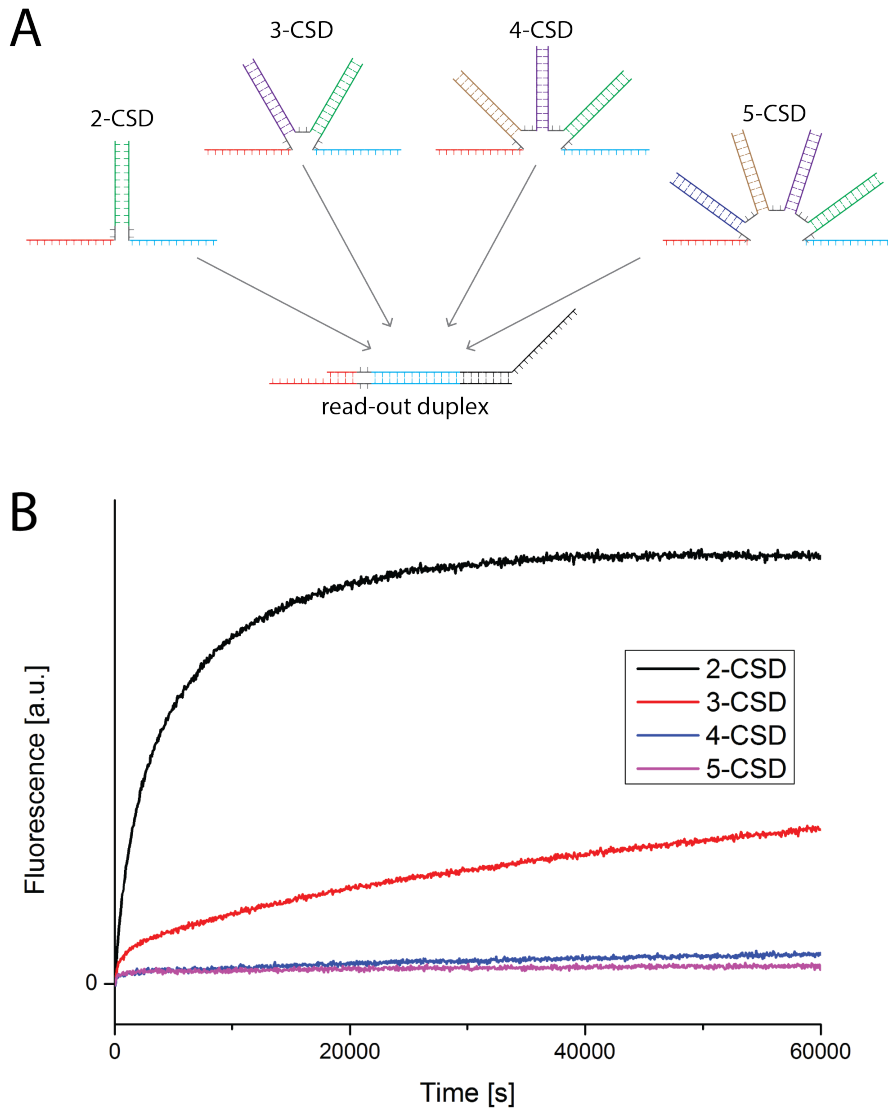 A
2-CSD
3-CSD
4-CSD
5-CSD
read-out duplex
B
Fluorescence [a.u.]
0
2-CSD
3-CSD
4-CSD
5-CSD
0
20000
40000
60000
Time [s]